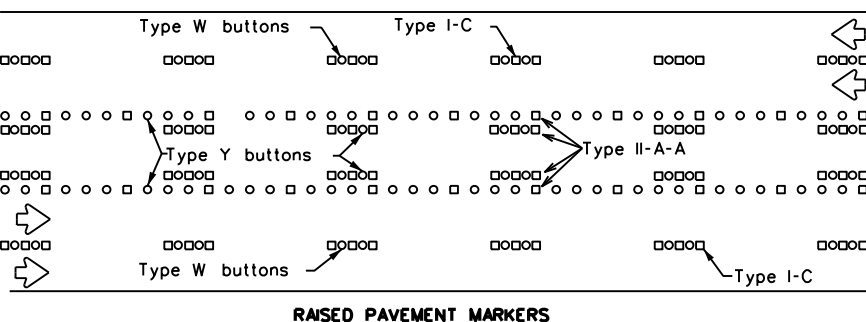 Type W buttons
Type I-C
Type Y buttons
Type II-A-A
Type W buttons
Type I-C
RAISED PAVEMENT MARKERS